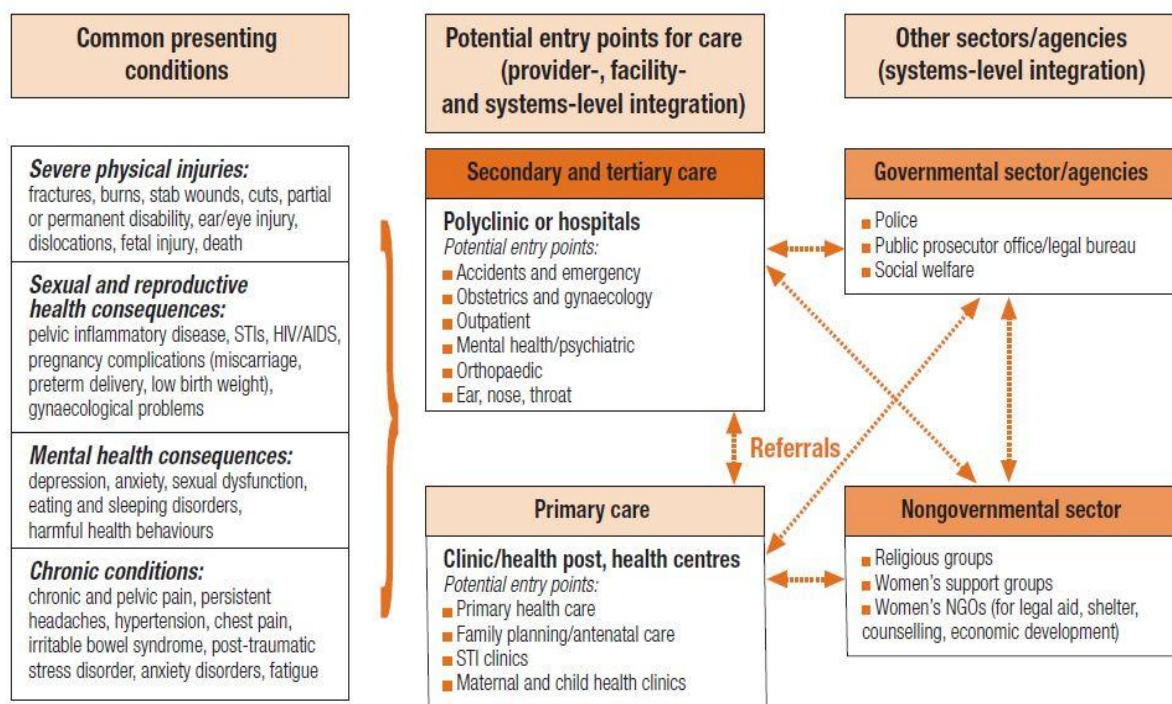 Common presenting
conditions
Severe physical injuries:
fractures, burns, stab wounds, cuts, partial
or permanent disability, ear/eye injury,
dislocations, fetal injury, death
Sexual and reproductive
health consequences:
pelvic inflammatory disease, STIs, HIV/AIDS,
pregnancy complications (miscarriage,
preterm delivery, low birth weight),
gynaecological problems
Mental health consequences:
depression, anxiety, sexual dysfunction,
eating and sleeping disorders,
harmful health behaviours
Chronic conditions:
chronic and pelvic pain, persistent
headaches, hypertension, chest pain,
irritable bowel syndrome, post-traumatic
stress disorder, anxiety disorders, fatigue
Potential entry points for care
(provider-, facility-
and systems-level integration)
Secondary and tertiary care
Polyclinic or hospitals
Potential entry points:
■ Accidents and emergency
■ Obstetrics and gynaecology
■ Outpatient
■ Mental health/psychiatric
■ Orthopaedic
■ Ear, nose, throat
Referrals
Primary care
Clinic/health post, health centres
Potential entry points:
■ Primary health care
■ Family planning/antenatal care
■ STI clinics
■ Maternal and child health clinics
Other sectors/agencies
(systems-level integration)
Governmental sector/agencies
■ Police
■ Public prosecutor office/legal bureau
■ Social welfare
Nongovernmental sector
■ Religious groups
■ Women's support groups
■ Women's NGOs (for legal aid, shelter,
counselling, economic development)